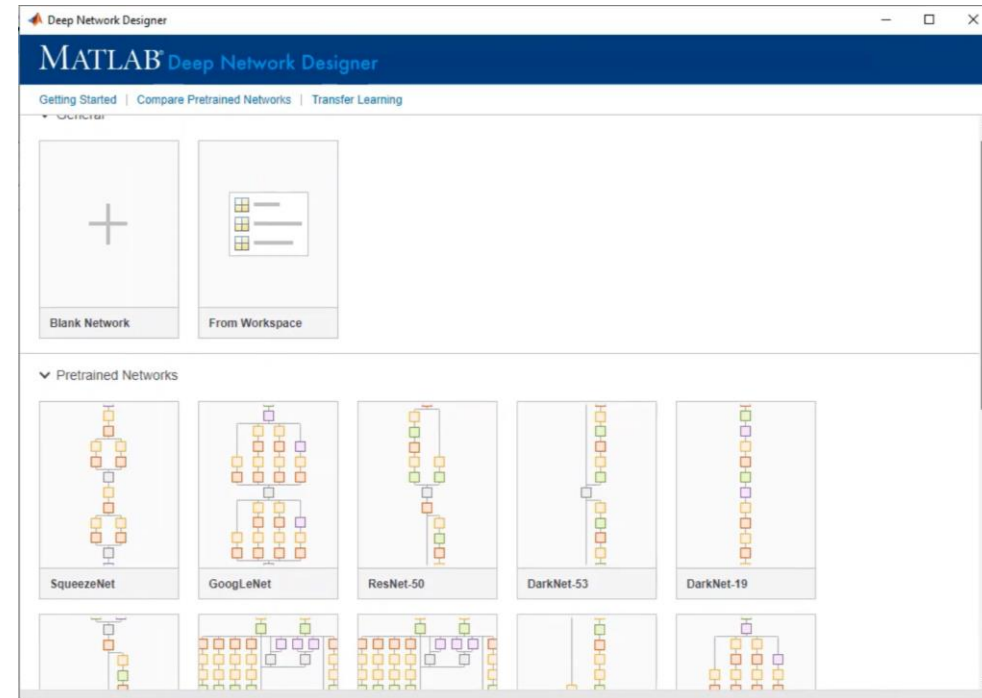 Deep Network Designer
MATLAB® Deep Network Designer
Getting Started | Compare Pretrained Networks | Transfer Learning
General
Blank Network
From Workspace
Pretrained Networks
SqueezeNet
GoogLeNet
ResNet-50
DarkNet-53
DarkNet-19